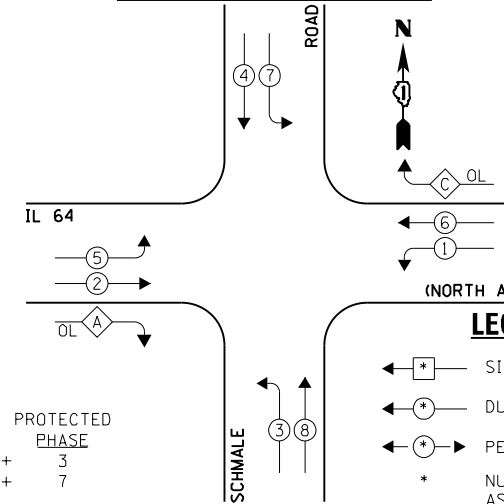 ROAD
N
4 7
C OL
IL 64
6
5
1
2
(NORTH A
OL A
LE
* SI
3 8
* DL
PROTECTED
PHASE
SCHMALE
* PE
+ 3
+ 7
* NU
AS